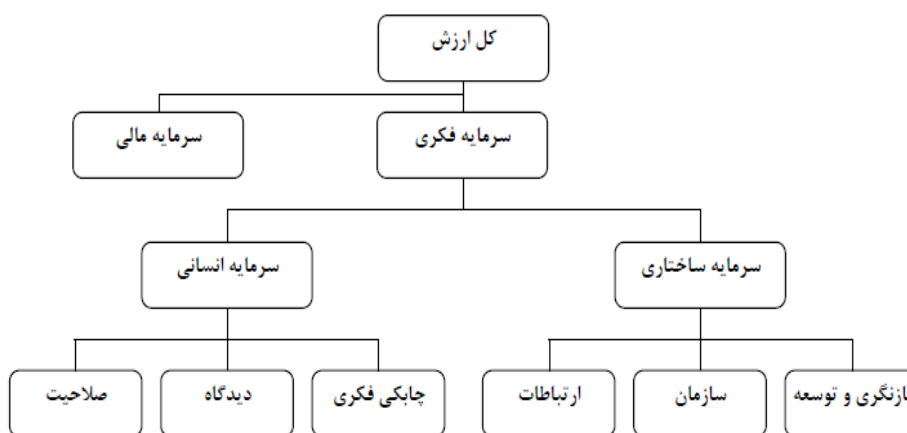 کل ارزش
سرمایه فکری
سرمایه مالی
سرمایه ساختاری
سرمایه انسانی
ازنگری و توسعه
سازمان
ارتباطات
چابکی فکری
دیدگاه
صلاحیت